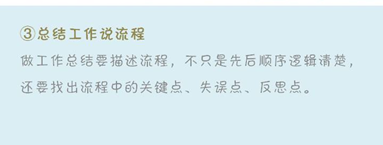 ③总结工作说流程
做工作总结要描述流程，不只是先后顺序逻辑清楚，
还要找出流程中的关键点、失误点、反思点。